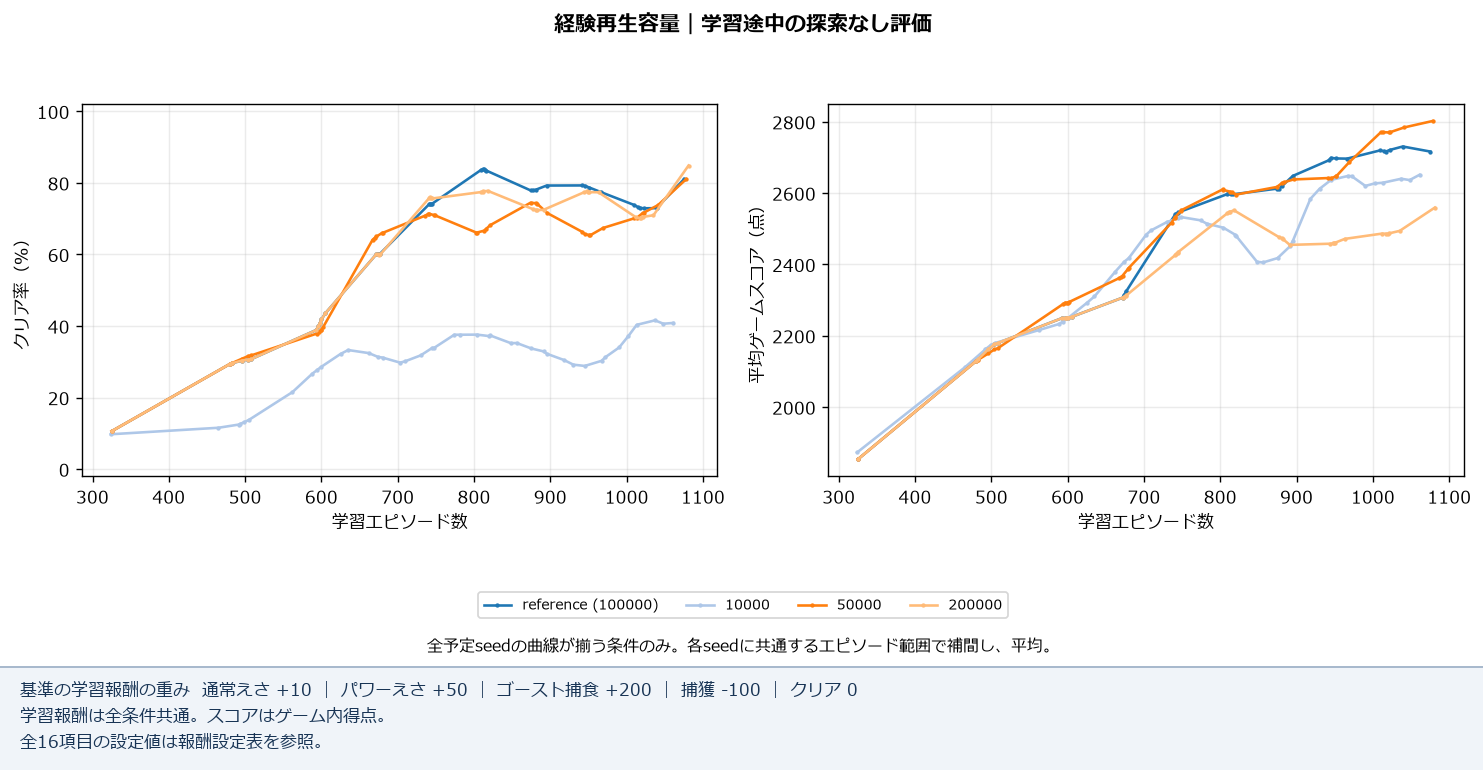 経験再生容量｜学習途中の探索なし評価
クリア率（%）
100
80
60
40
20
0
300 400 500 600 700 800 900 1000 1100
学習エピソード数
平均ゲームスコア（点）
2800
2600
2400
2200
2000
300 400 500 600 700 800 900 1000 1100
学習エピソード数
reference (100000) 10000 50000 200000
全予定seedの曲線が揃う条件のみ。各seedに共通するエピソード範囲で補間し、平均。
基準の学習報酬の重み 通常えさ +10 ｜ パワーえさ +50 ｜ ゴースト捕食 +200 ｜ 捕獲 -100 ｜ クリア 0
学習報酬は全条件共通。スコアはゲーム内得点。
全16項目の設定値は報酬設定表を参照。